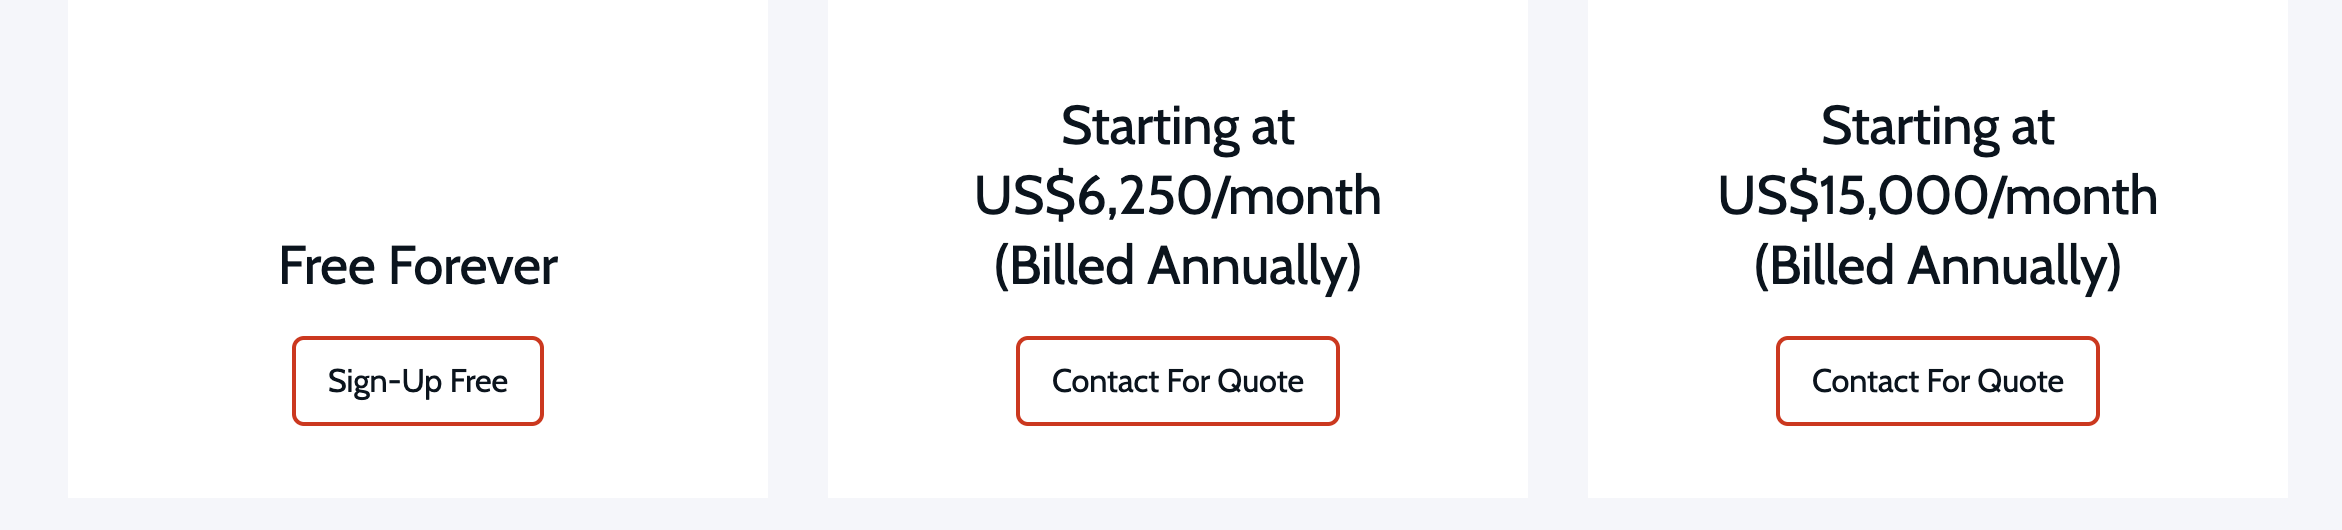 Free Forever
Sign-Up Free
Starting at
US$6,250/month
(Billed Annually)
Contact For Quote
Starting at
US$15,000/month
(Billed Annually)
Contact For Quote